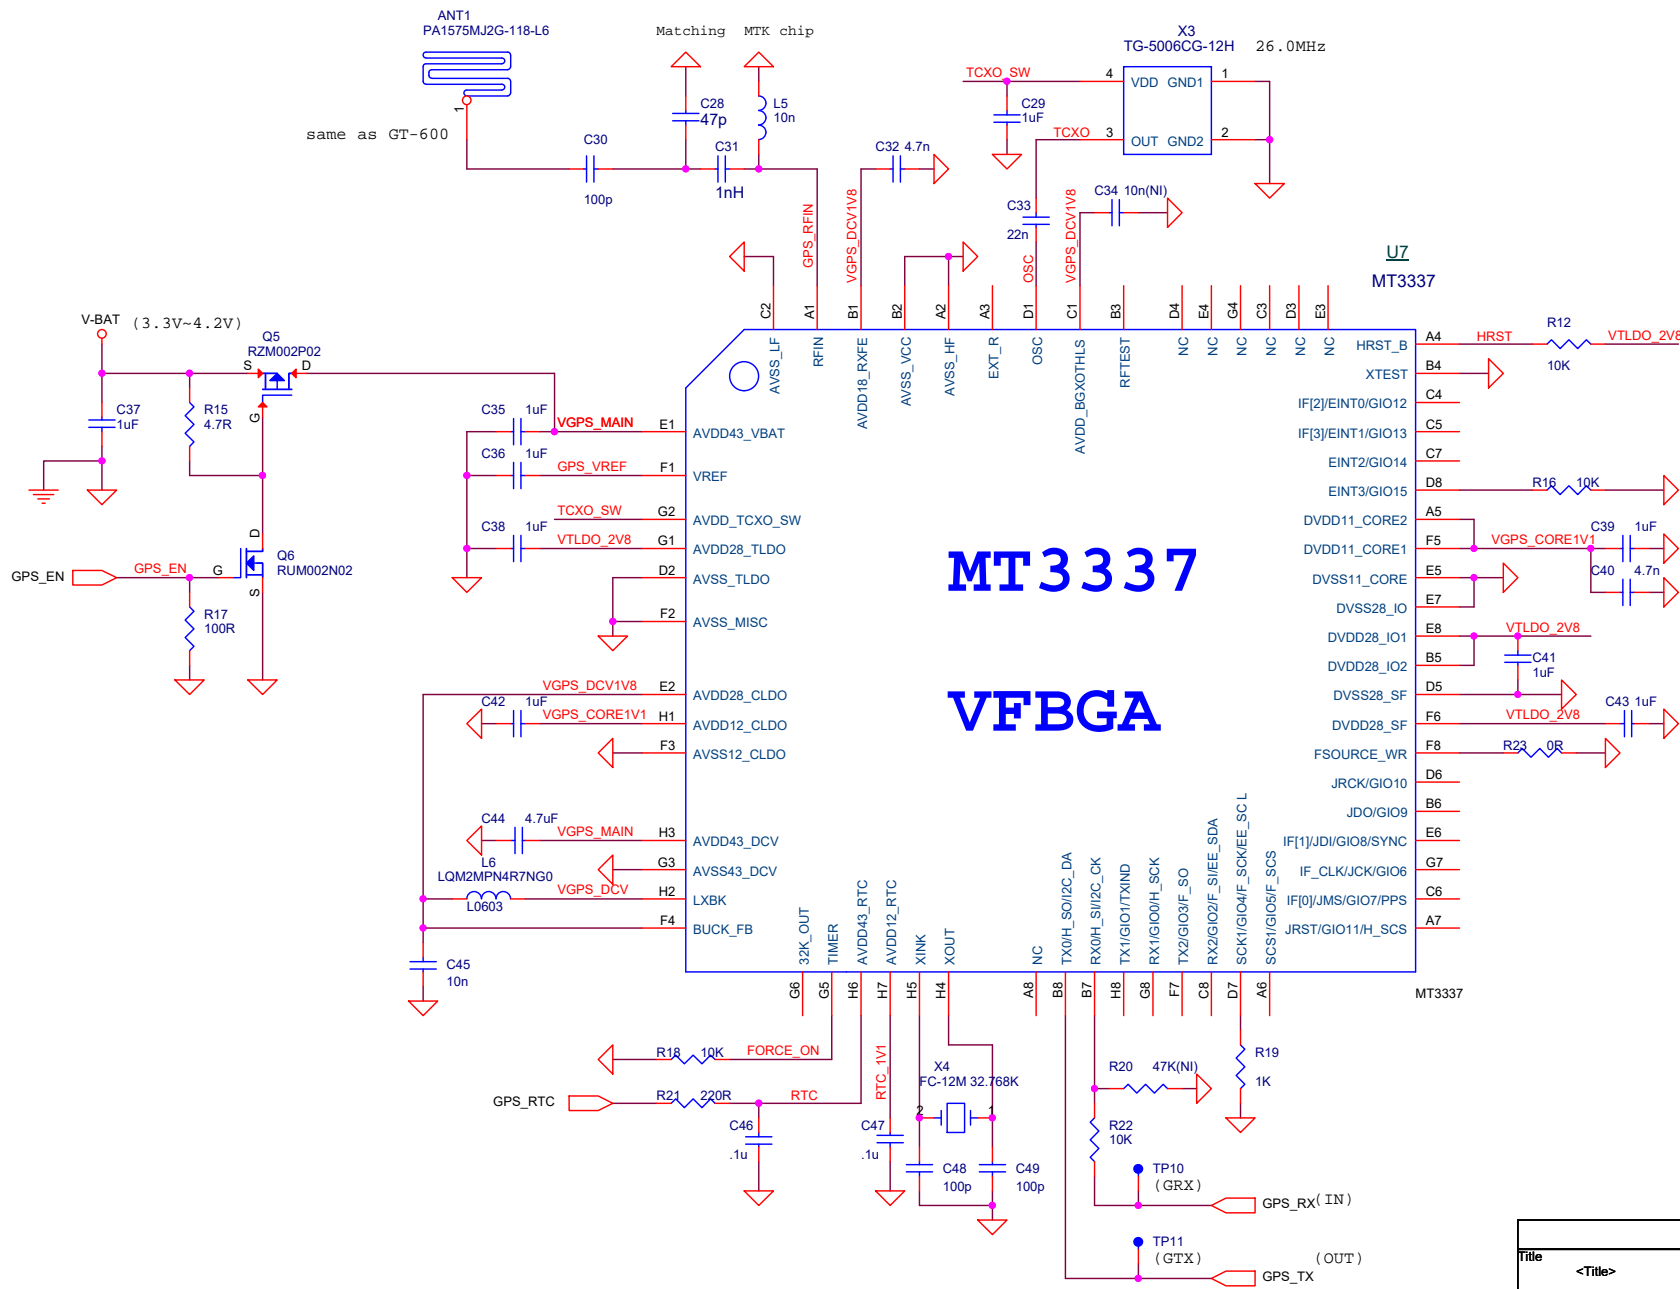 ANT1
PA1575MJ2G-118-L6
1
same as GT-600
Matching
MTK chip
C28
47p
L5
10n
C30
100p
C31
1nH
GPS_RFIN
C32 4.7n
VGPS_DCV1V8
X3
TG-5006CG-12H
26.0MHz
TCXO_SW
4
VDD GND1
1
C29
1uF
TCXO
3
OUT GND2
2
C33
22n
OSC
C34 10n(NI)
VGPS_DCV1V8
U7
MT3337
V-BAT
(3.3V~4.2V)
Q5
RZM002P02
S
D
G
C37
1uF
R15
4.7R
GPS_EN
GPS_EN
G
D
S
Q6
RUM002N02
R17
100R
C2
A1
B1
B2
A2
A3
D1
C1
B3
D4
E4
G4
C3
D3
E3
AVSS_LF
RFIN
AVDD18_RXFE
AVSS_VCC
AVSS_HF
EXT_R
OSC
AVDD_BGXOTHLS
RFTEST
NC
NC
NC
NC
NC
NC
C35 1uF
VGPS_MAIN
E1
AVDD43_VBAT
C36 1uF
GPS_VREF
F1
VREF
TCXO_SW
G2
AVDD_TCXO_SW
C38 1uF
VTLDO_2V8
G1
AVDD28_TLDO
D2
AVSS_TLDO
F2
AVSS_MISC
VGPS_DCV1V8
E2
AVDD28_CLDO
C42 1uF
VGPS_CORE1V1
H1
AVDD12_CLDO
F3
AVSS12_CLDO
C44 4.7uF
VGPS_MAIN
H3
AVDD43_DCV
G3
AVSS43_DCV
L6
LQM2MPN4R7NG0
L0603
VGPS_DCV
H2
LXBK
F4
BUCK_FB
C45
10n
MT3337
VFBGA
HRST_B
A4
HRST
R12
10K
VTLDO_2V8
XTEST
B4
IF[2]/EINT0/GIO12
C4
IF[3]/EINT1/GIO13
C5
EINT2/GIO14
C7
EINT3/GIO15
D8
R16 10K
DVDD11_CORE2
A5
DVDD11_CORE1
F5
VGPS_CORE1V1
C39 1uF
C40 4.7n
DVSS11_CORE
E5
DVSS28_IO
E7
DVDD28_IO1
E8
VTLDO_2V8
DVDD28_IO2
B5
C41
1uF
DVSS28_SF
D5
DVDD28_SF
F6
VTLDO_2V8
C43 1uF
FSOURCE_WR
F8
R23 0R
JRCK/GIO10
D6
JDO/GIO9
B6
IF[1]/JDI/GIO8/SYNC
E6
IF_CLK/JCK/GIO6
G7
IF[0]/JMS/GIO7/PPS
C6
JRST/GIO11/H_SCS
A7
32K_OUT
TIMER
AVDD43_RTC
AVDD12_RTC
XINK
XOUT
NC
TX0/H_SO/I2C_DA
RX0/H_SI/I2C_CK
TX1/GIO1/TXIND
RX1/GIO0/H_SCK
TX2/GIO3/F_SO
RX2/GIO2/F_SI/EE_SDA
SCK1/GIO4/F_SCK/EE_SCL
SCS1/GIO5/F_SCS
G6
G5
H6
H7
H5
H4
A8
B8
B7
H8
G8
F7
C8
D7
A6
MT3337
R18 10K
FORCE_ON
GPS_RTC
R21 220R
RTC
RTC_1V1
C46
.1u
C47
.1u
X4
FC-12M 32.768K
2
1
C48
100p
C49
100p
R20 47K(NI)
R19
1K
R22
10K
TP10
(GRX)
GPS_RX(IN)
TP11
(GTX)
(OUT)
GPS_TX
Title
<Title>